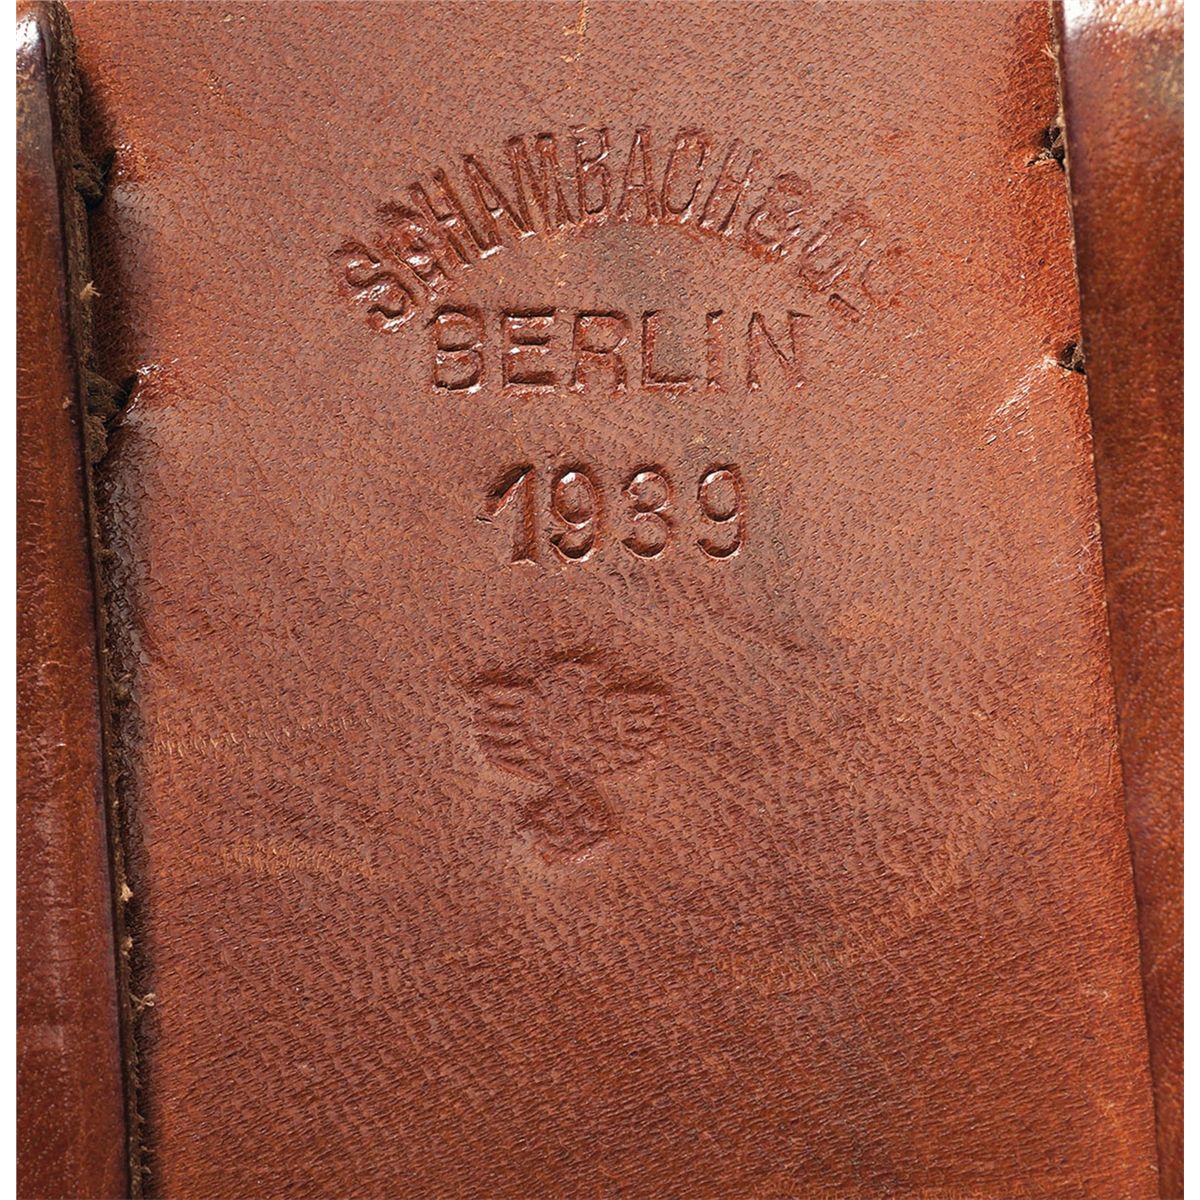 SCHAMBACH & Co.
BERLIN
1939